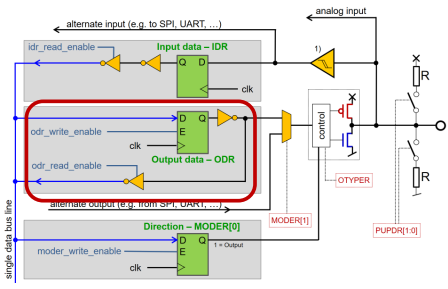 alternate input (e.g. to SPI, UART, …)
analog input
idr_read_enable
Input data – IDR
1)
Q D
clk
R
D Q
odr_write_enable
E
clk
Output data – ODR
control
odr_read_enable
OTYPER
R
alternate output (e.g. from SPI, UART, …)
MODER[1]
Direction – MODER[0]
PUPDR[1:0]
D Q
1 = Output
moder_write_enable
E
clk
single data bus line